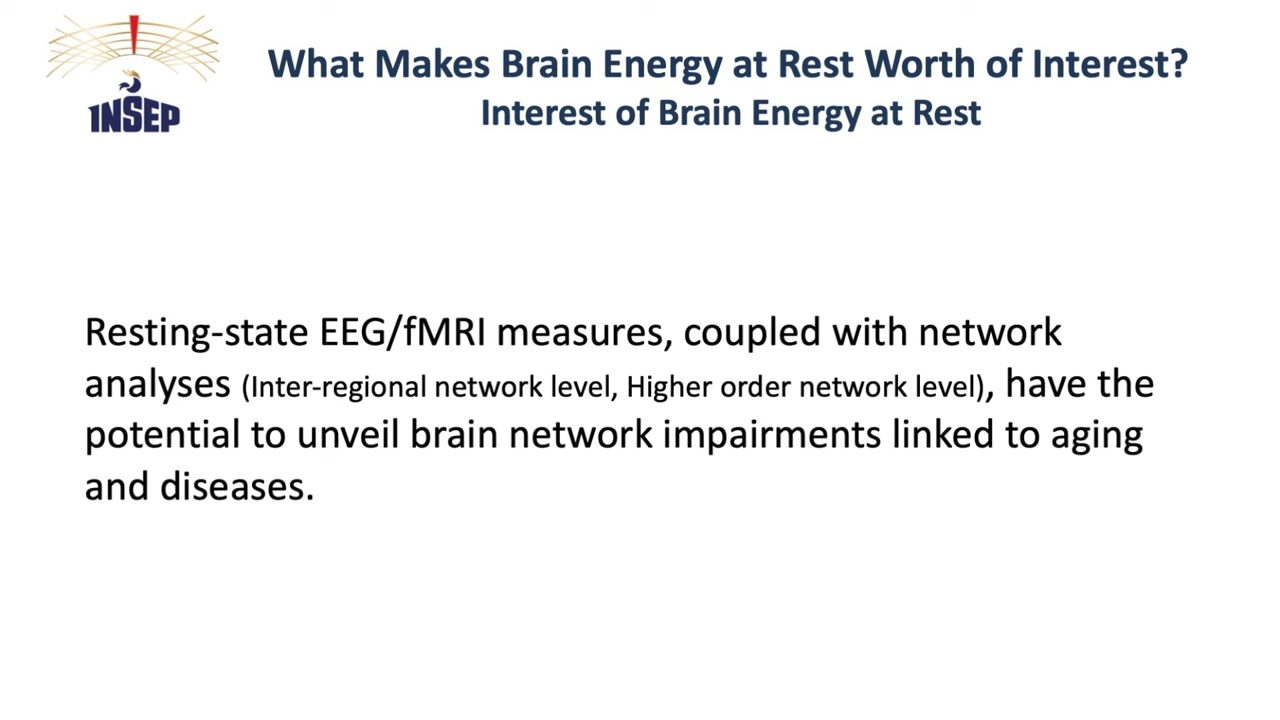 INSEP
What Makes Brain Energy at Rest Worth of Interest?
Interest of Brain Energy at Rest
Resting-state EEG/fMRI measures, coupled with network
analyses (Inter-regional network level, Higher order network level), have the
potential to unveil brain network impairments linked to aging
and diseases.